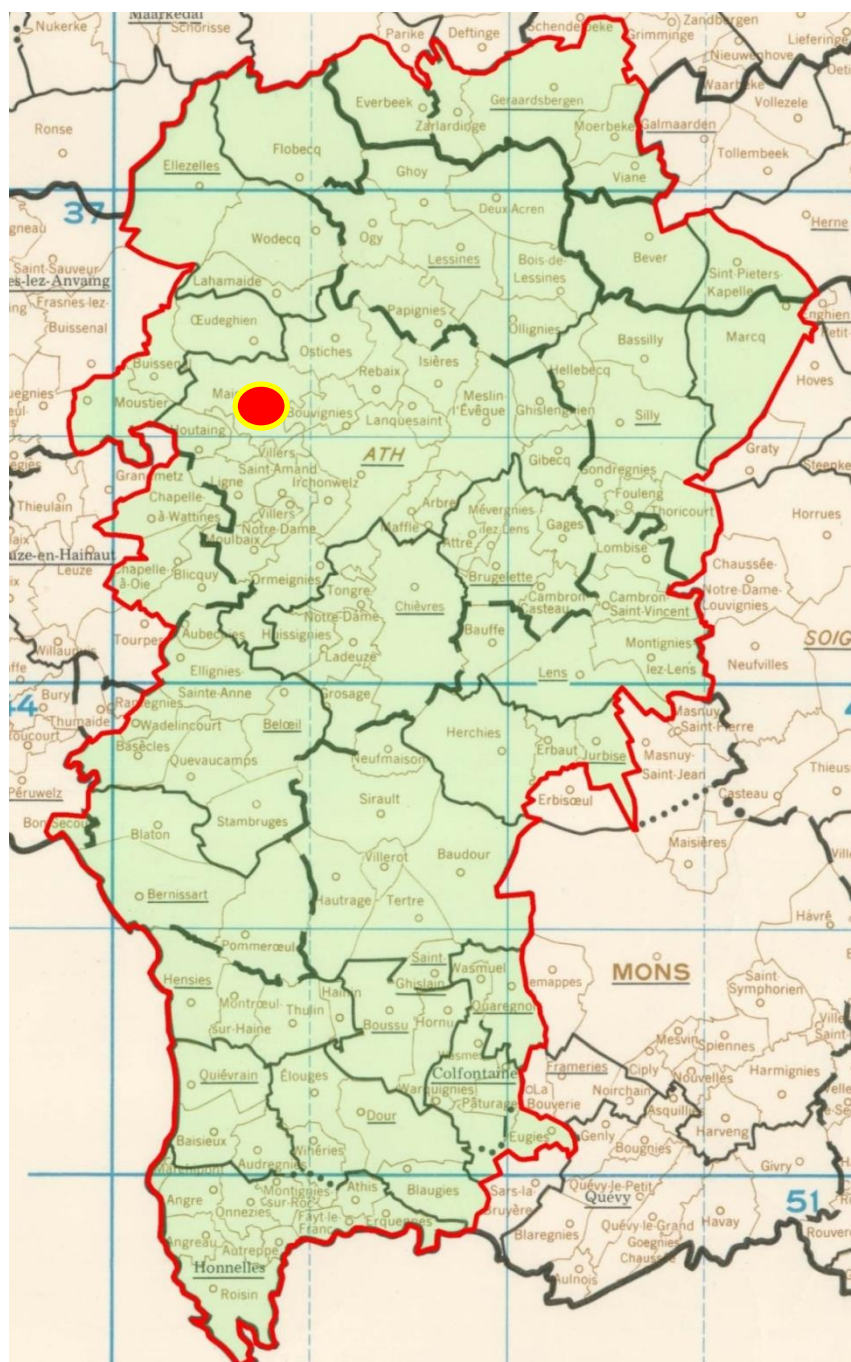 Maarkedal
Nukerke
Schorisse
Parike
Deftinge
Grimminge
Zandbergen
Nieuwenhove
Lieferinge
Waarbeke
Ronse
Everbeek
Zarlardinge
Geraardsbergen
Moerbeke
Galmaarden
Vollezele
Tollembeek
Ellezelles
Flobecq
Ghoy
Viane
37
Deux-Acren
Wodecq
Ogy
Lessines
Bois-de-
Lessines
Bever
Herne
Sint-Pieters-
Kapelle
Saint-Sauveur
es-lez-Anvaing
Frasnes-lez-
Buissenal
Lahamaide
Papignies
Ollignies
Enghien
Œudeghien
Ostiches
Isières
Bassilly
Marcq
Rebaix
Hellebecq
Hoves
Moustier
Bouvignies
Lanquesaint
Meslin-
l'Évêque
Ghislenghien
Silly
Houtaing
ATH
Gibecq
Graty
Villers
Saint-Amand
Irchonwelz
Ligne
Gondregnies
Fouleng
Thoricourt
Thieulain
Chapelle-
à-Wattines
Villers
Notre-Dame
Moulbaix
Maffle
Arbre
Attre
Mévergnies
lez-Lens
Gages
Lombise
Horrues
Chaussée-
Notre-Dame-
Louvignies
uze-en-Hainaut
Leuze
Chapelle-
à-Oie
Blicquy
Ormeignies
Brugelette
Cambron-
Casteau
Cambron-
Saint-Vincent
Tongre
Notre-Dame
Chièvres
Tourpes
Aubechies
Huissignies
Ladeuze
Bauffe
Montignies
lez-Lens
Neufvilles
SOIG
Willaupuis
Ellignies-
Sainte-Anne
Grosage
Lens
Bury
Thumaide
Ramegnies
Wadelincourt
Basècles
Belœil
Neufmaison
Herchies
Erbaut
Jurbise
Masnuy
Saint-Pierre
Masnuy-
Saint-Jean
Quevaucamps
Péruwelz
Sirault
Erbisœul
Casteau
Stambruges
Blaton
Maisières
Villerot
Baudour
Bernissart
Hautrage
Tertre
Havré
Pommerœul
MONS
Hensies
Saint-
Ghislain
Wasmuel
Quaregnon
Saint-
Symphorien
Montrœul-
sur-Haine
Thulin
Hainin
Boussu
Hornu
Mesvin
Spiennes
Quiévrain
Élouges
Colfontaine
Frameries
Ciply
Nouvelles
Harmignies
Warquignies
Pâturages
La
Bouverie
Noirchain
Asquillies
Dour
Baisieux
Wihéries
Eugies
Genly
Bougnies
Harveng
Audregnies
Givry
Angre
Montignies-
sur-Roc
Athis
Blaugies
Sars-la-
Bruyère
Quévy-le-Petit
Quévy
51
Onnezies
Fayt-le-
Franc
Erquennes
Blaregnies
Quévy-le-Grand
Havay
Angreau
Autreppe
Goegnies
Chaussée
Honnelles
Aulnois
Roisin